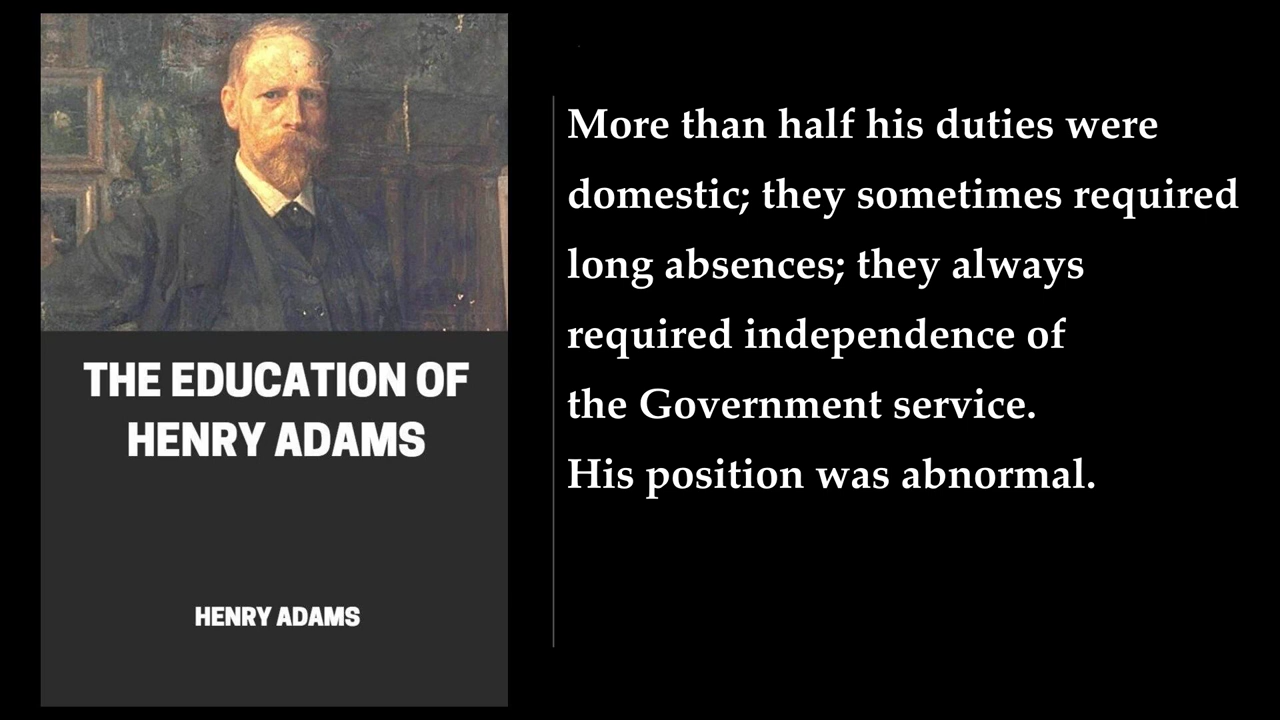 THE EDUCATION OF
HENRY ADAMS
HENRY ADAMS
More than half his duties were
domestic; they sometimes required
long absences; they always
required independence of
the Government service.
His position was abnormal.